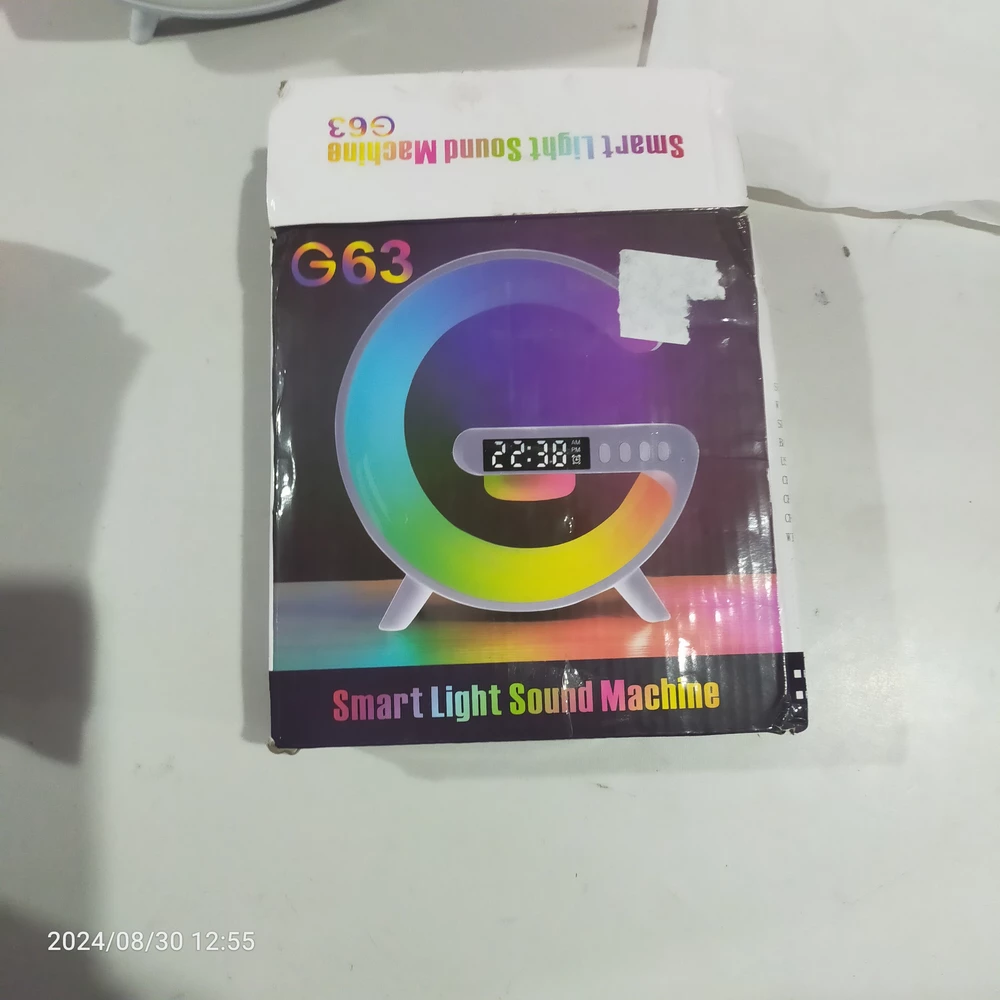 Smart Light Sound Machine
G63
G63
22:38
AM
PM
Smart Light Sound Machine
2024/08/30 12:55